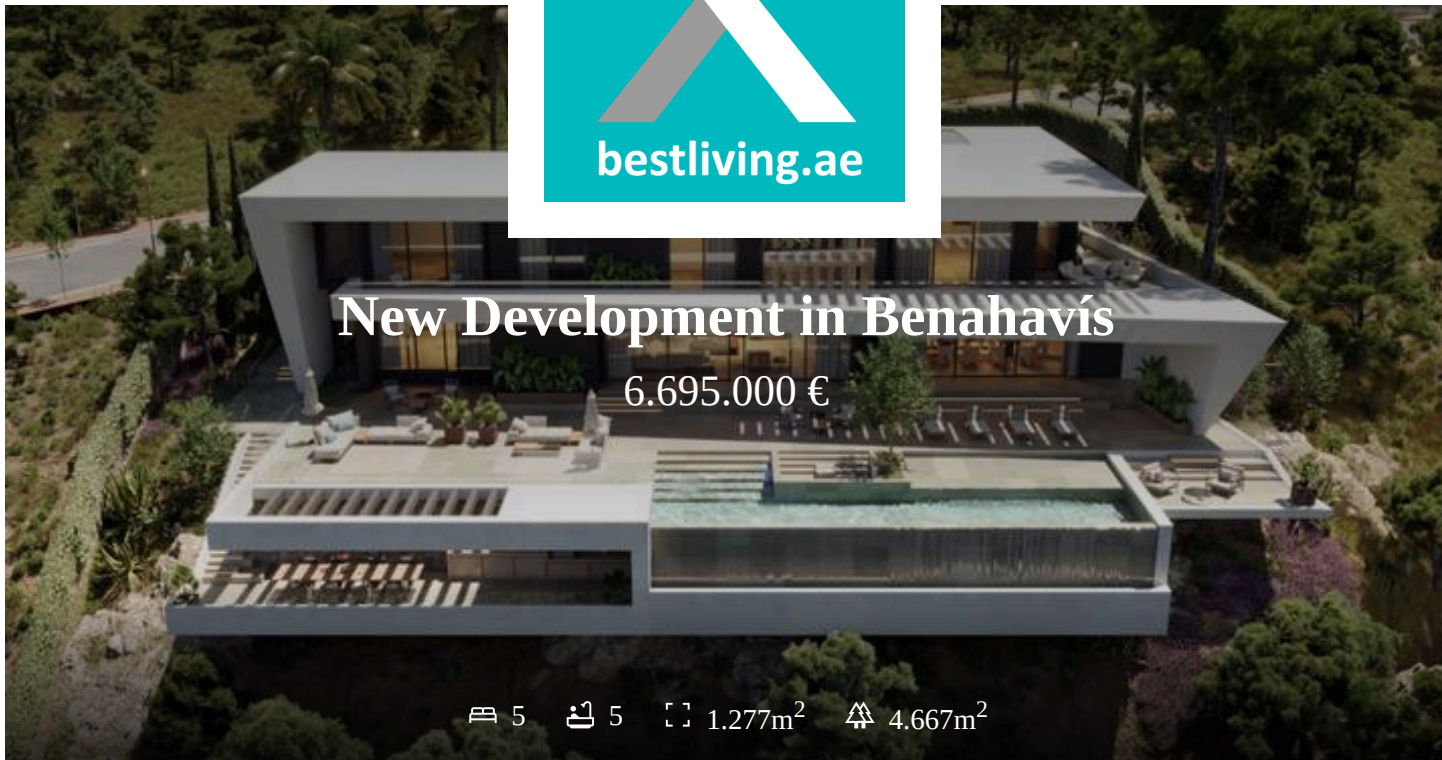 bestliving.ae
New Development in Benahavís
6.695.000 €
5 5 1.277m² 4.667m²